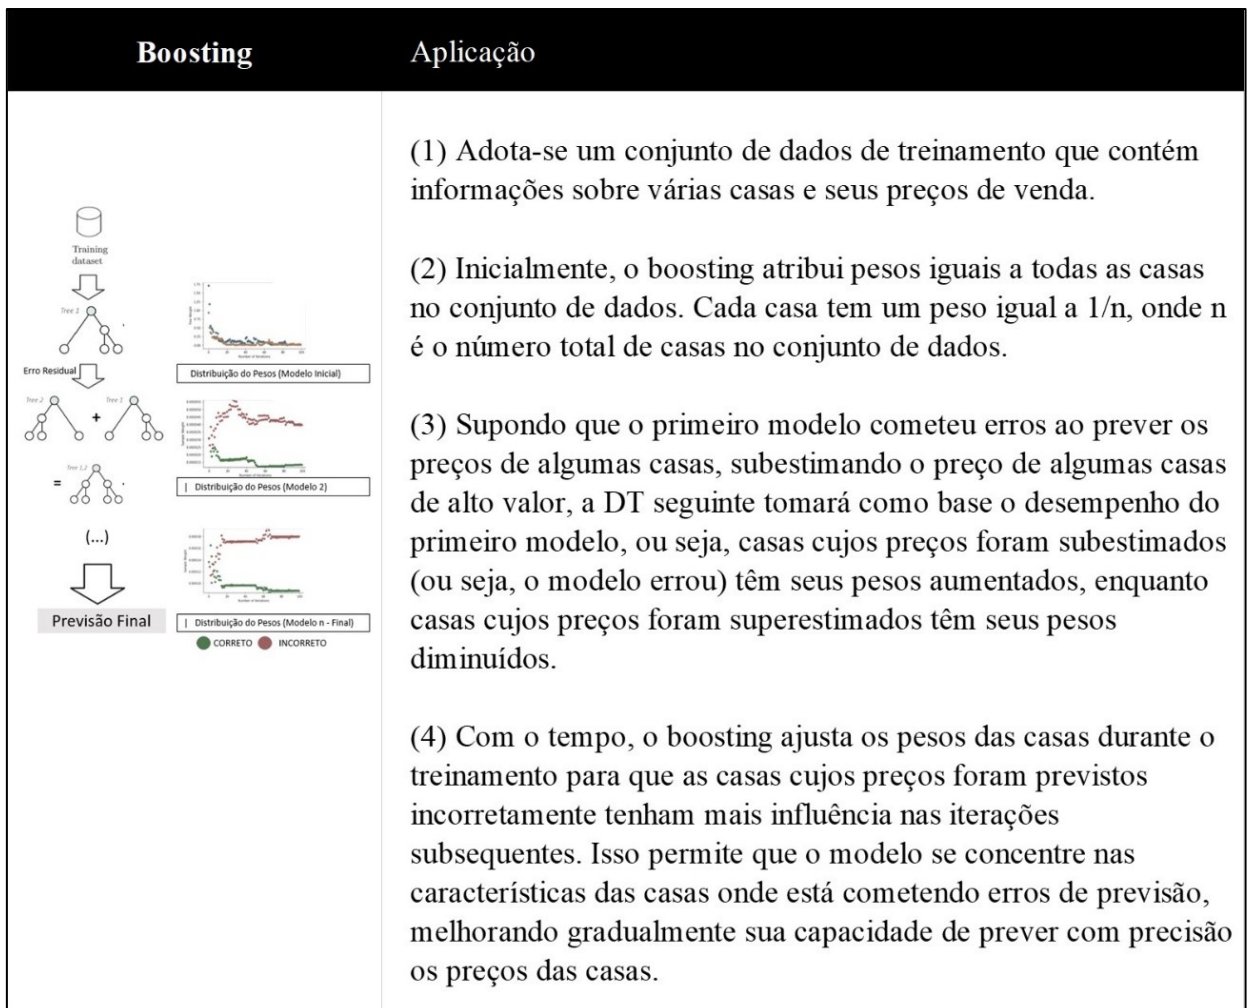 Boosting
Aplicação
Training
dataset
Tree 1
Erro Residual
Tree 2
+
Tree 1
=
Tree 1,2
(...)
Previsão Final
Number of Iterations
Distribuição do Pesos (Modelo Inicial)
Number of Iterations
| Distribuição do Pesos (Modelo 2)
Number of Iterations
| Distribuição do Pesos (Modelo n - Final)
CORRETO INCORRETO
(1) Adota-se um conjunto de dados de treinamento que contém
informações sobre várias casas e seus preços de venda.
(2) Inicialmente, o boosting atribui pesos iguais a todas as casas
no conjunto de dados. Cada casa tem um peso igual a 1/n, onde n
é o número total de casas no conjunto de dados.
(3) Supondo que o primeiro modelo cometeu erros ao prever os
preços de algumas casas, subestimando o preço de algumas casas
de alto valor, a DT seguinte tomará como base o desempenho do
primeiro modelo, ou seja, casas cujos preços foram subestimados
(ou seja, o modelo errou) têm seus pesos aumentados, enquanto
casas cujos preços foram superestimados têm seus pesos
diminuídos.
(4) Com o tempo, o boosting ajusta os pesos das casas durante o
treinamento para que as casas cujos preços foram previstos
incorretamente tenham mais influência nas iterações
subsequentes. Isso permite que o modelo se concentre nas
características das casas onde está cometendo erros de previsão,
melhorando gradualmente sua capacidade de prever com precisão
os preços das casas.